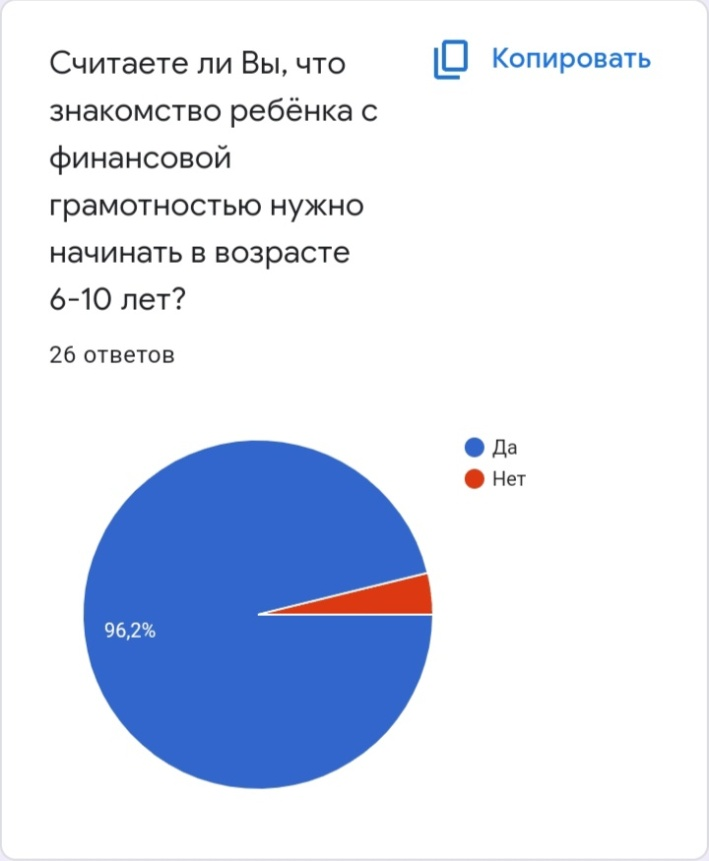 Считаете ли Вы, что
знакомство ребёнка с
финансовой
грамотностью нужно
начинать в возрасте
6-10 лет?
Копировать
26 ответов
Да
Нет
96,2%